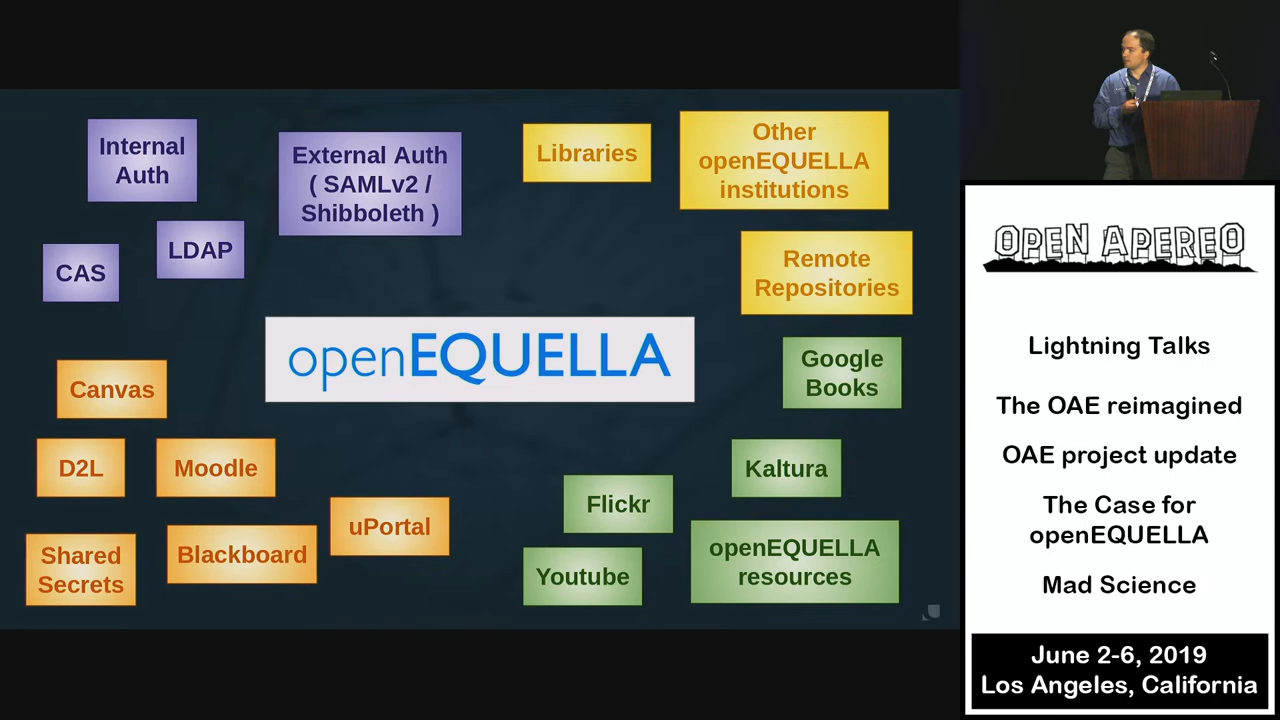 Internal
Auth
External Auth
( SAMLv2 /
Shibboleth )
CAS
LDAP
Libraries
Other
openEQUELLA
institutions
Remote
Repositories
openEQUELLA
Canvas
D2L
Moodle
Shared
Secrets
Blackboard
uPortal
Google
Books
Kaltura
Flickr
Youtube
openEQUELLA
resources
OPEN APEREO
Lightning Talks
The OAE reimagined
OAE project update
The Case for
openEQUELLA
Mad Science
June 2-6, 2019
Los Angeles, California